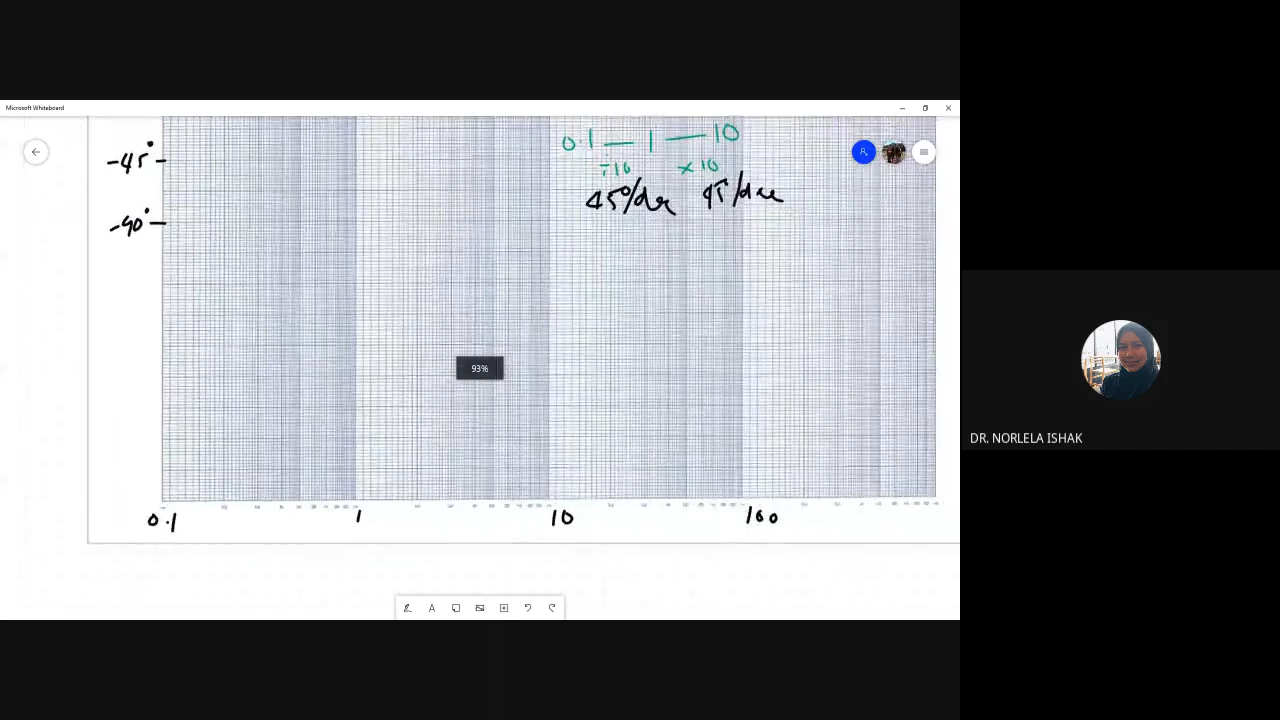 Microsoft Whiteboard
0.1 — 1 — 10
÷10 ×10
-45°
45°/dec 45°/dec
-90°
93%
DR. NORLELA ISHAK
0.1 1 10 100
A